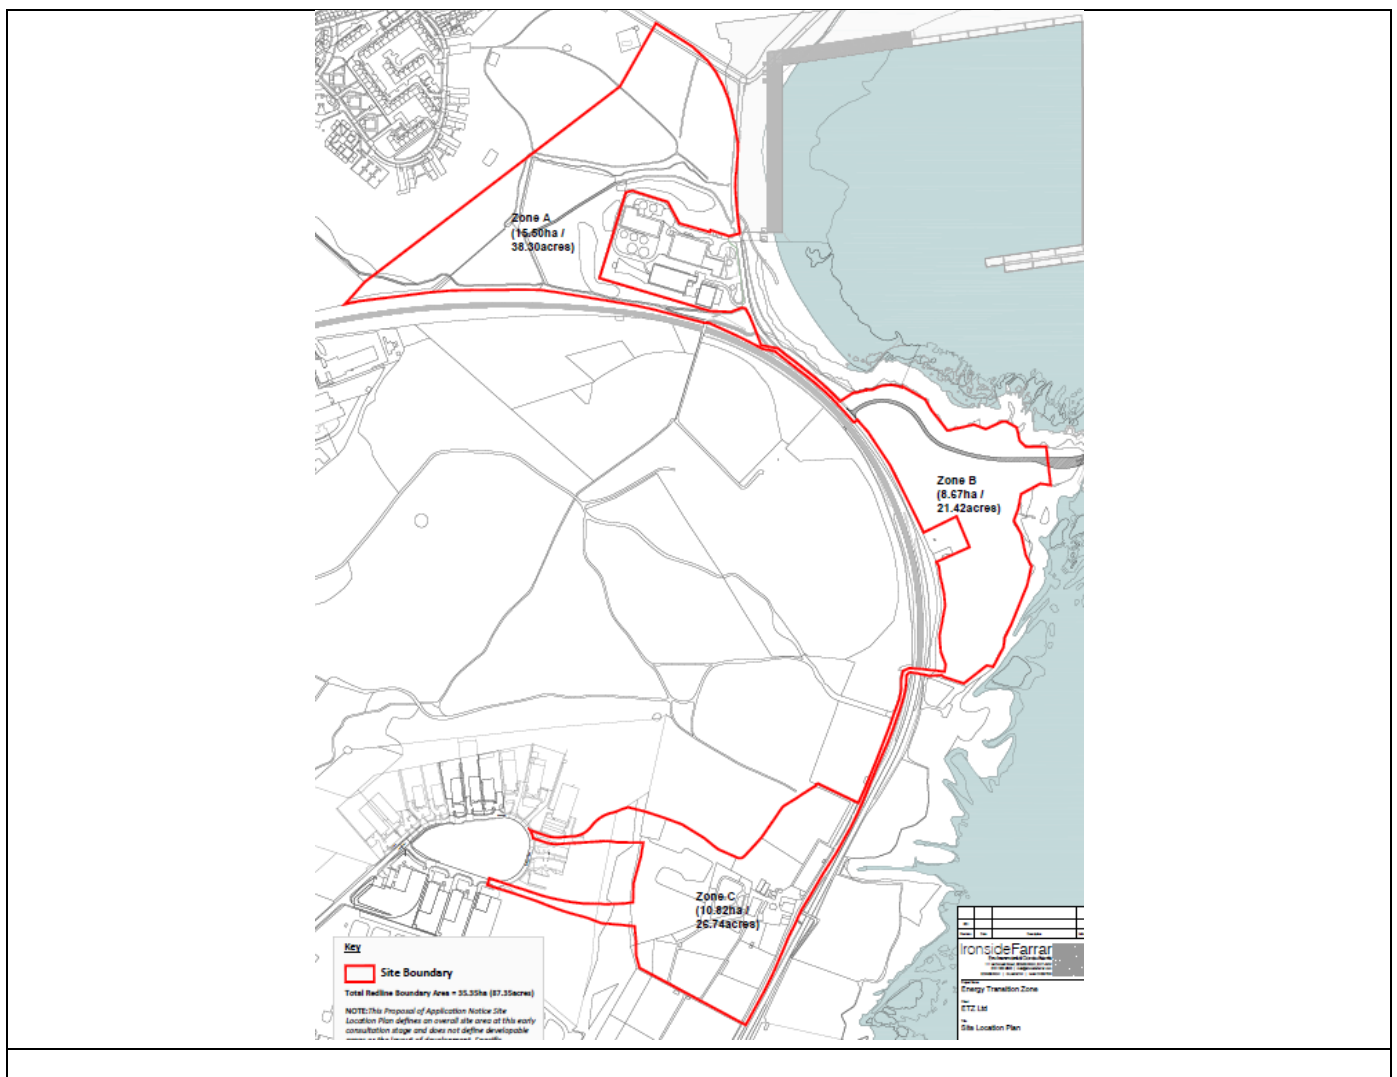 Zone A
(15.50ha /
38.30acres)
Zone B
(8.67ha /
21.42acres)
Zone C
(10.82ha /
26.74acres)
Key
Site Boundary
Total Redline Boundary Area = 35.35ha (87.35acres)
NOTE:This Proposal of Application Notice Site
Location Plan defines an overall site area at this early
consultation stage and does not define developable
IronsideFarrar
Environmental Consultants
Energy Transition Zone
ETZ Ltd
Site Location Plan